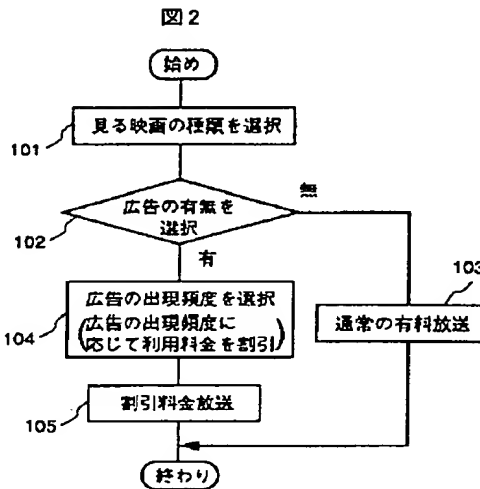 図2
始め
見る映画の種類を選択
101
広告の有無を
選択
無
102
有
103
広告の出現頻度を選択
(広告の出現頻度に
応じて利用料金を割引)
通常の有料放送
104
割引料金放送
105
終わり